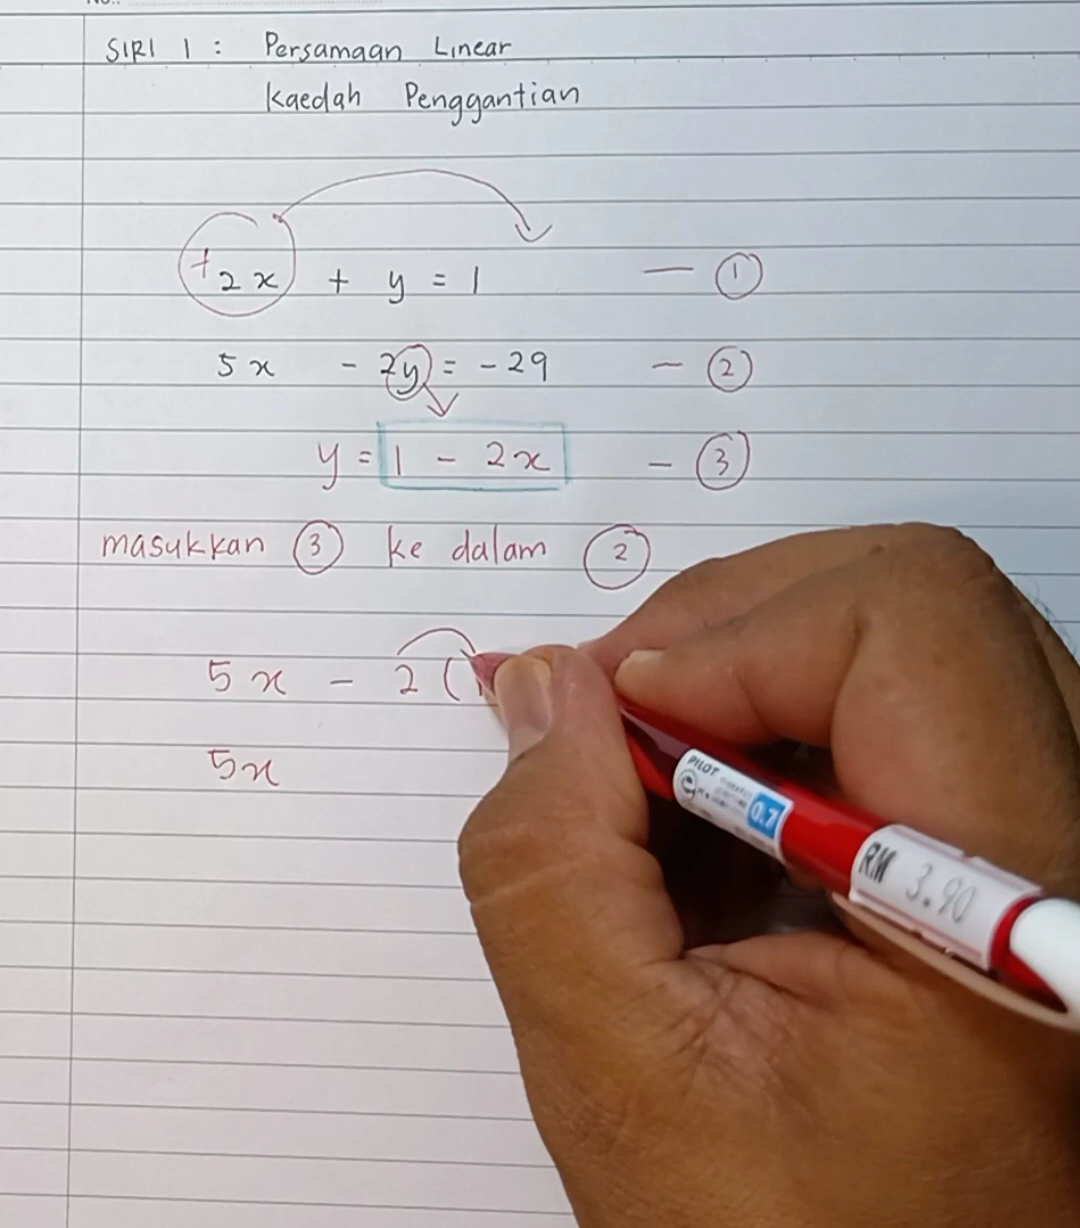 SIRI 1 : Persamaan Linear
Kaedah Penggantian
+2x + y = 1 — ①
5x - 2y = -29 — ②
y = 1 - 2x — ③
masukkan ③ ke dalam ②
5x - 2 (
5x
PILOT
0.7
RM 3.90